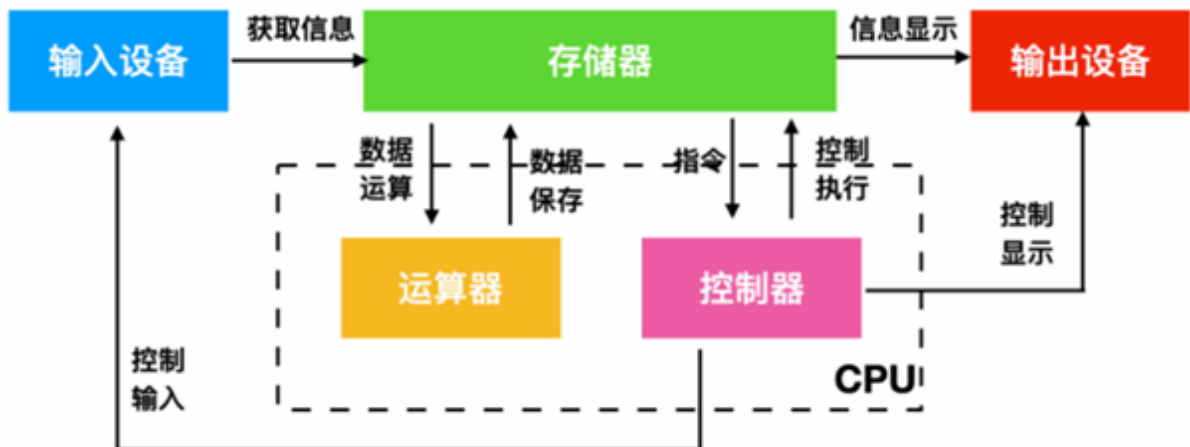 输入设备
获取信息
存储器
信息显示
输出设备
数据
运算
数据
保存
指令
控制
执行
运算器
控制器
控制
显示
控制
输入
CPU